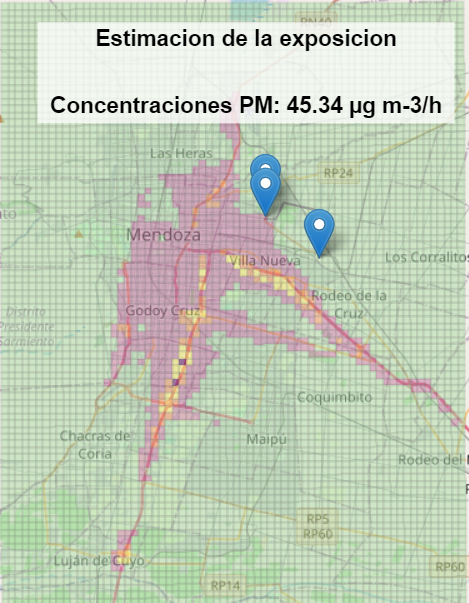 RN40
Estimacion de la exposicion
Concentraciones PM: 45.34 µg m-3/h
Las Heras
RP24
Mendoza
Villa Nueva
Los Corralitos
Rodeo de la
Cruz
Distrito
Presidente
Sarmiento
Godoy Cruz
Coquimbito
Chacras de
Coria
Maipú
Rodeo del
RP5
RP60
Luján de Cuyo
RP60
RP14